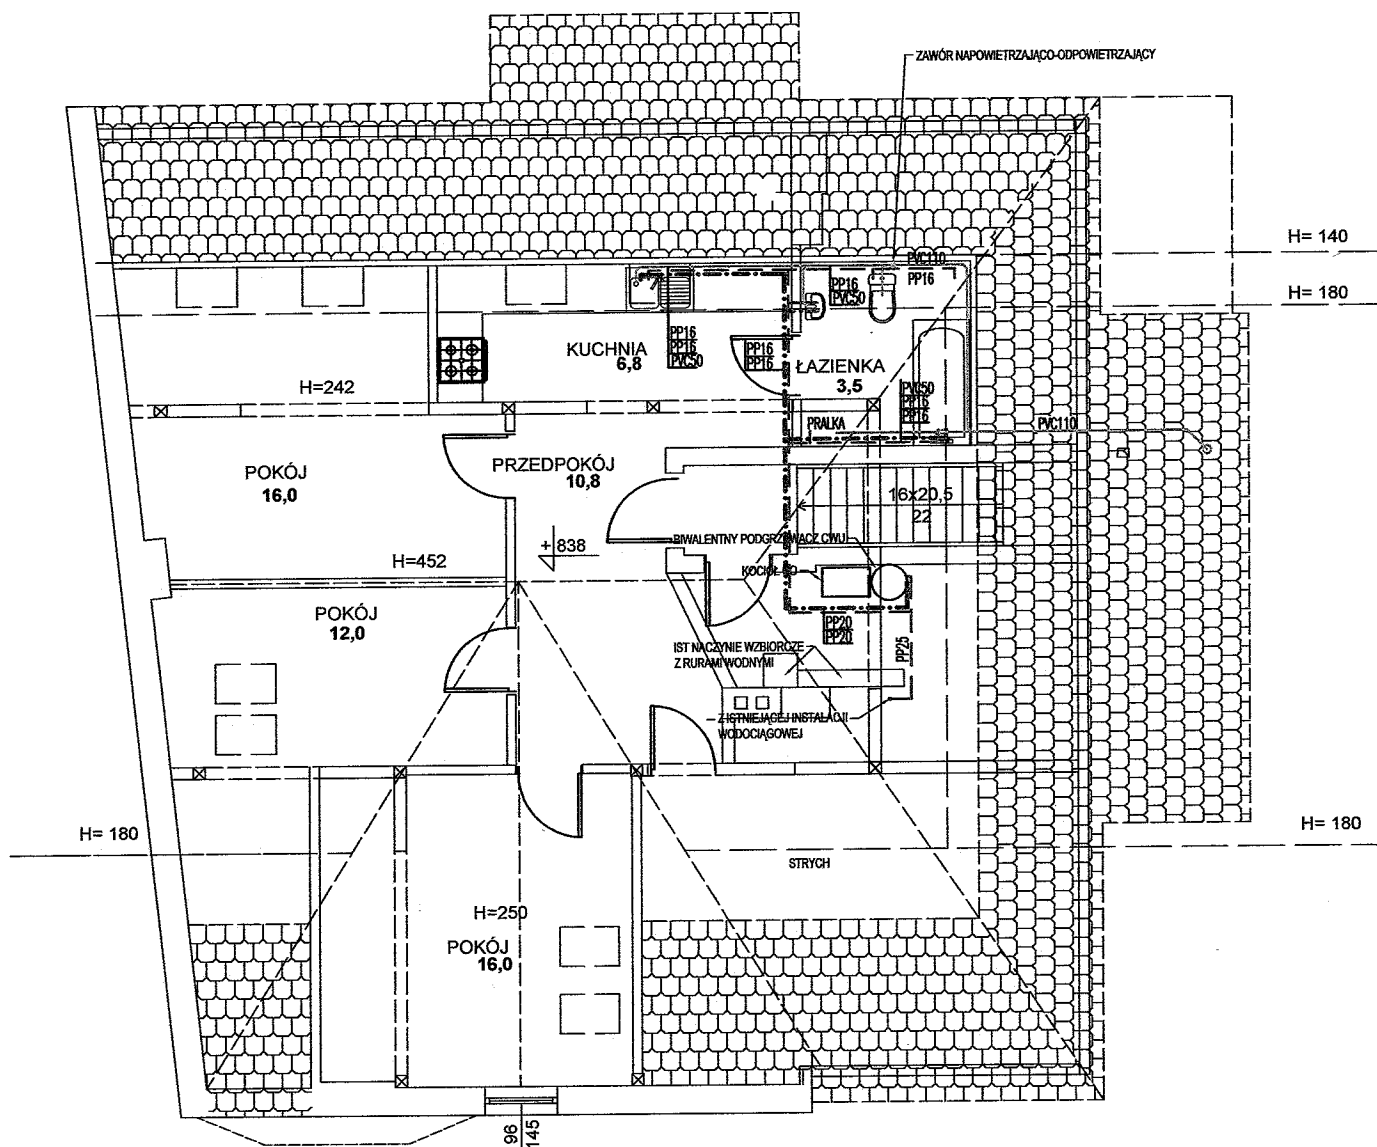 ZAWÓR NAPOWIETRZAJĄCO-ODPOWIETRZAJĄCY
H= 140
PVC110
PP16
PP16
PVC50
H= 180
KUCHNIA
6,8
PP16
PP16
PVC50
PP16
PP16
ŁAZIENKA
3,5
H=242
PVC50
PP16
PP16
PRALKA
PVC110
POKÓJ
16,0
PRZEDPOKÓJ
10,8
16x20,5
22
+838
BIWALENTNY PODGRZEWACZ CWU
H=452
KOCIOŁ CO
POKÓJ
12,0
PP20
PP20
PP25
IST NACZYNIE WZBIORCZE
Z RURAMI WODNYMI
Z ISTNIEJĄCEJ INSTALACJI
WODOCIĄGOWEJ
H= 180
H= 180
STRYCH
H=250
POKÓJ
16,0
96
145